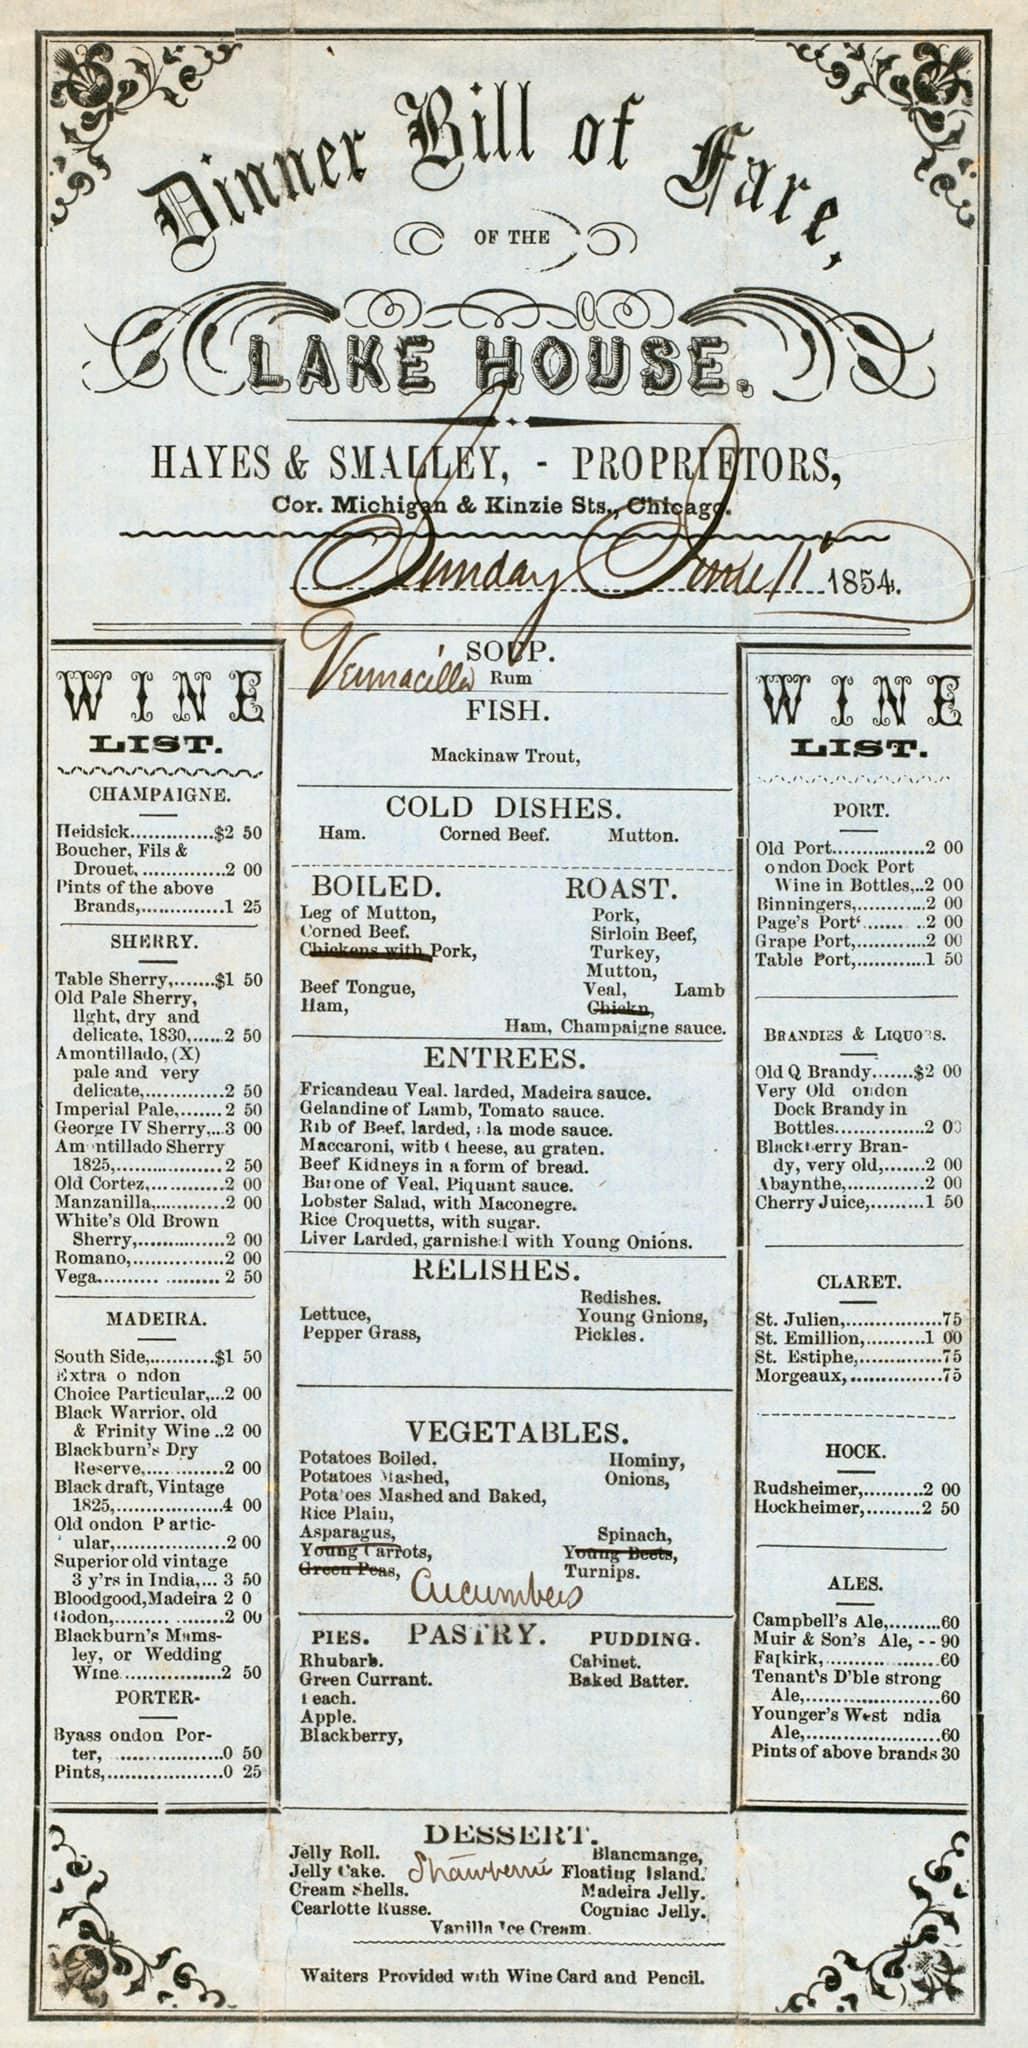 Dinner Bill of Fare,
OF THE
LAKE HOUSE.
HAYES & SMALLEY, - PROPRIETORS,
Cor. Michigan & Kinzie Sts., Chicago.
Sunday June 11 1854.
WINE
LIST.
CHAMPAIGNE.
Heidsick..............$2 50
Boucher, Fils &
Drouet,..............2 00
Pints of the above
Brands,..............1 25
SHERRY.
Table Sherry,.......$1 50
Old Pale Sherry,
light, dry and
delicate, 1830,......2 50
Amontillado, (X)
pale and very
delicate,.......2 50
Imperial Pale,.......2 50
George IV Sherry,...3 00
Am ntillado Sherry
1825,..................2 50
Old Cortez,............2 00
Manzanilla,............2 00
White's Old Brown
Sherry,..............2 00
Romano,..............2 00
Vega..................2 50
MADEIRA.
South Side,..........$1 50
Extra o ndon
Choice Particular,...2 00
Black Warrior, old
& Frinity Wine ..2 00
Blackburn's Dry
Reserve,..............2 00
Black draft, Vintage
1825,..................4 00
Old ondon Partic-
ular,..................2 00
Superior old vintage
3 y'rs in India,... 3 50
Bloodgood, Madeira 2 0
Godon,..............2 00
Blackburn's Mums-
ley, or Wedding
Wine..................2 50
PORTER-
Byass ondon Por-
ter,..................0 50
Pints,..................0 25
SOUP.
Vermacilla Rum
FISH.
Mackinaw Trout,
COLD DISHES.
Ham. Corned Beef. Mutton.
BOILED.
Leg of Mutton,
Corned Beef.
Chickens with Pork,
Beef Tongue,
Ham,
ROAST.
Pork,
Sirloin Beef,
Turkey,
Mutton,
Veal, Lamb
Chickn,
Ham, Champaigne sauce.
ENTREES.
Fricandeau Veal. larded, Madeira sauce.
Gelandine of Lamb, Tomato sauce.
Rib of Beef, larded, a la mode sauce.
Maccaroni, with Cheese, au graten.
Beef Kidneys in a form of bread.
Barone of Veal, Piquant sauce.
Lobster Salad, with Maconegre.
Rice Croquetts, with sugar.
Liver Larded, garnished with Young Onions.
RELISHES.
Redishes.
Lettuce, Young Gnions,
Pepper Grass, Pickles.
VEGETABLES.
Potatoes Boiled, Hominy,
Potatoes Mashed, Onions,
Potatoes Mashed and Baked,
Rice Plain,
Asparagus, Spinach,
Young Carrots, Young Beets,
Green Peas, Turnips.
Cucumbers
PIES. PASTRY. PUDDING.
Rhubarb. Cabinet.
Green Currant. Baked Batter.
Peach.
Apple.
Blackberry,
DESSERT.
Jelly Roll. Blancmange,
Jelly Cake. Strawberrie Floating Island.
Cream Shells. Madeira Jelly.
Cearlotte Russe. Cogniac Jelly.
Vanilla Ice Cream.
Waiters Provided with Wine Card and Pencil.
WINE
LIST.
PORT.
Old Port...............2 00
ondon Dock Port
Wine in Bottles,..2 00
Binningers,...........2 00
Page's Port'...........2 00
Grape Port,...........2 00
Table Port,............1 50
BRANDIES & LIQUORS.
Old Q Brandy.......$2 00
Very Old ondon
Dock Brandy in
Bottles...............2 00
Blackberry Bran-
dy, very old,.......2 00
Abaynthe,............2 00
Cherry Juice,........1 50
CLARET.
St. Julien,.................75
St. Emillion,..........1 00
St. Estiphe,...............75
Morgeaux,................75
HOCK.
Rudsheimer,.........2 00
Hockheimer,.........2 50
ALES.
Campbell's Ale,.........60
Muir & Son's Ale, - - 90
Falkirk,...................60
Tenant's D'ble strong
Ale,......................60
Younger's West ndia
Ale,......................60
Pints of above brands 30